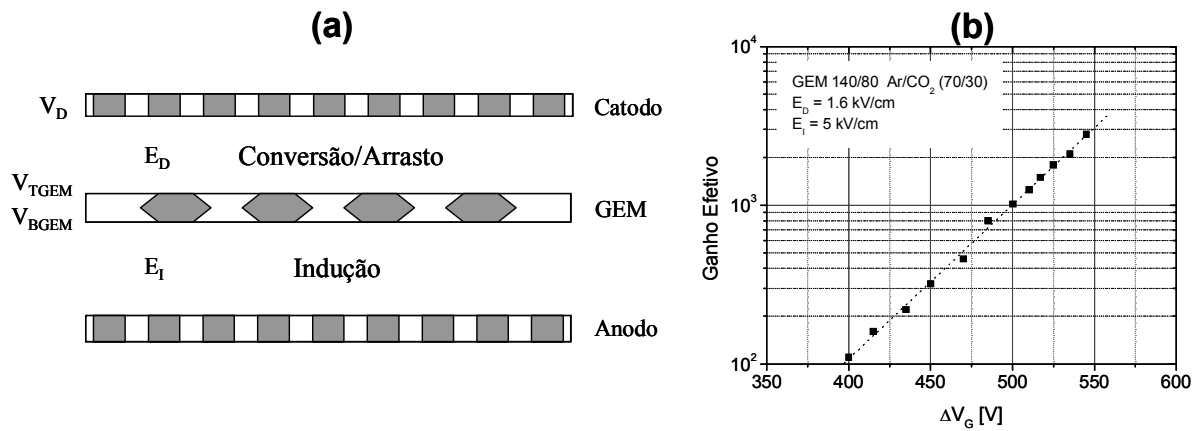 (a)
V_D
Catodo
E_D Conversão/Arrasto
V_TGEM
V_BGEM
GEM
E_I Indução
Anodo
(b)
10^4
GEM 140/80 Ar/CO_2 (70/30)
E_D = 1.6 kV/cm
E_I = 5 kV/cm
Ganho Efetivo
10^3
10^2
350 400 450 500 550 600
ΔV_G [V]